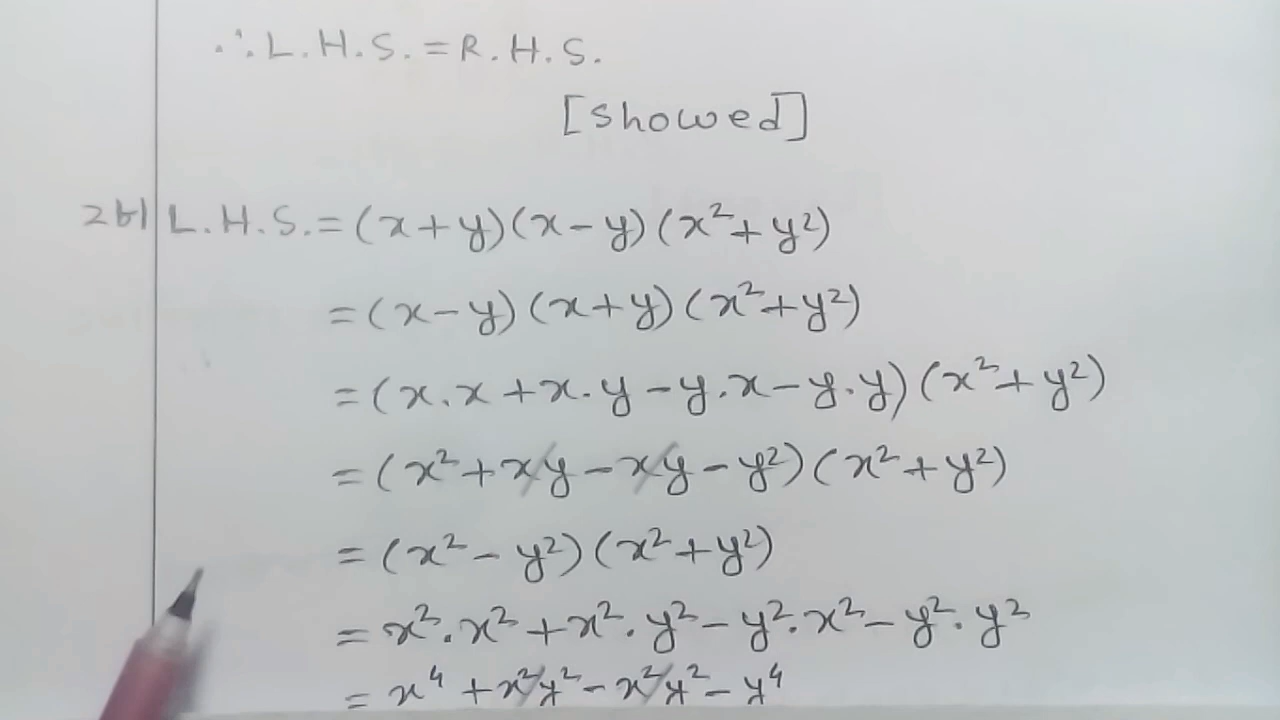 ∴ L.H.S. = R.H.S.
[Showed]
26| L.H.S. = (x+y)(x-y)(x²+y²)
= (x-y)(x+y)(x²+y²)
= (x.x+x.y-y.x-y.y)(x²+y²)
= (x²+xy-xy-y²)(x²+y²)
= (x²-y²)(x²+y²)
= x².x²+x².y²-y².x²-y².y²
= x⁴+x²y²-x²y²-y⁴